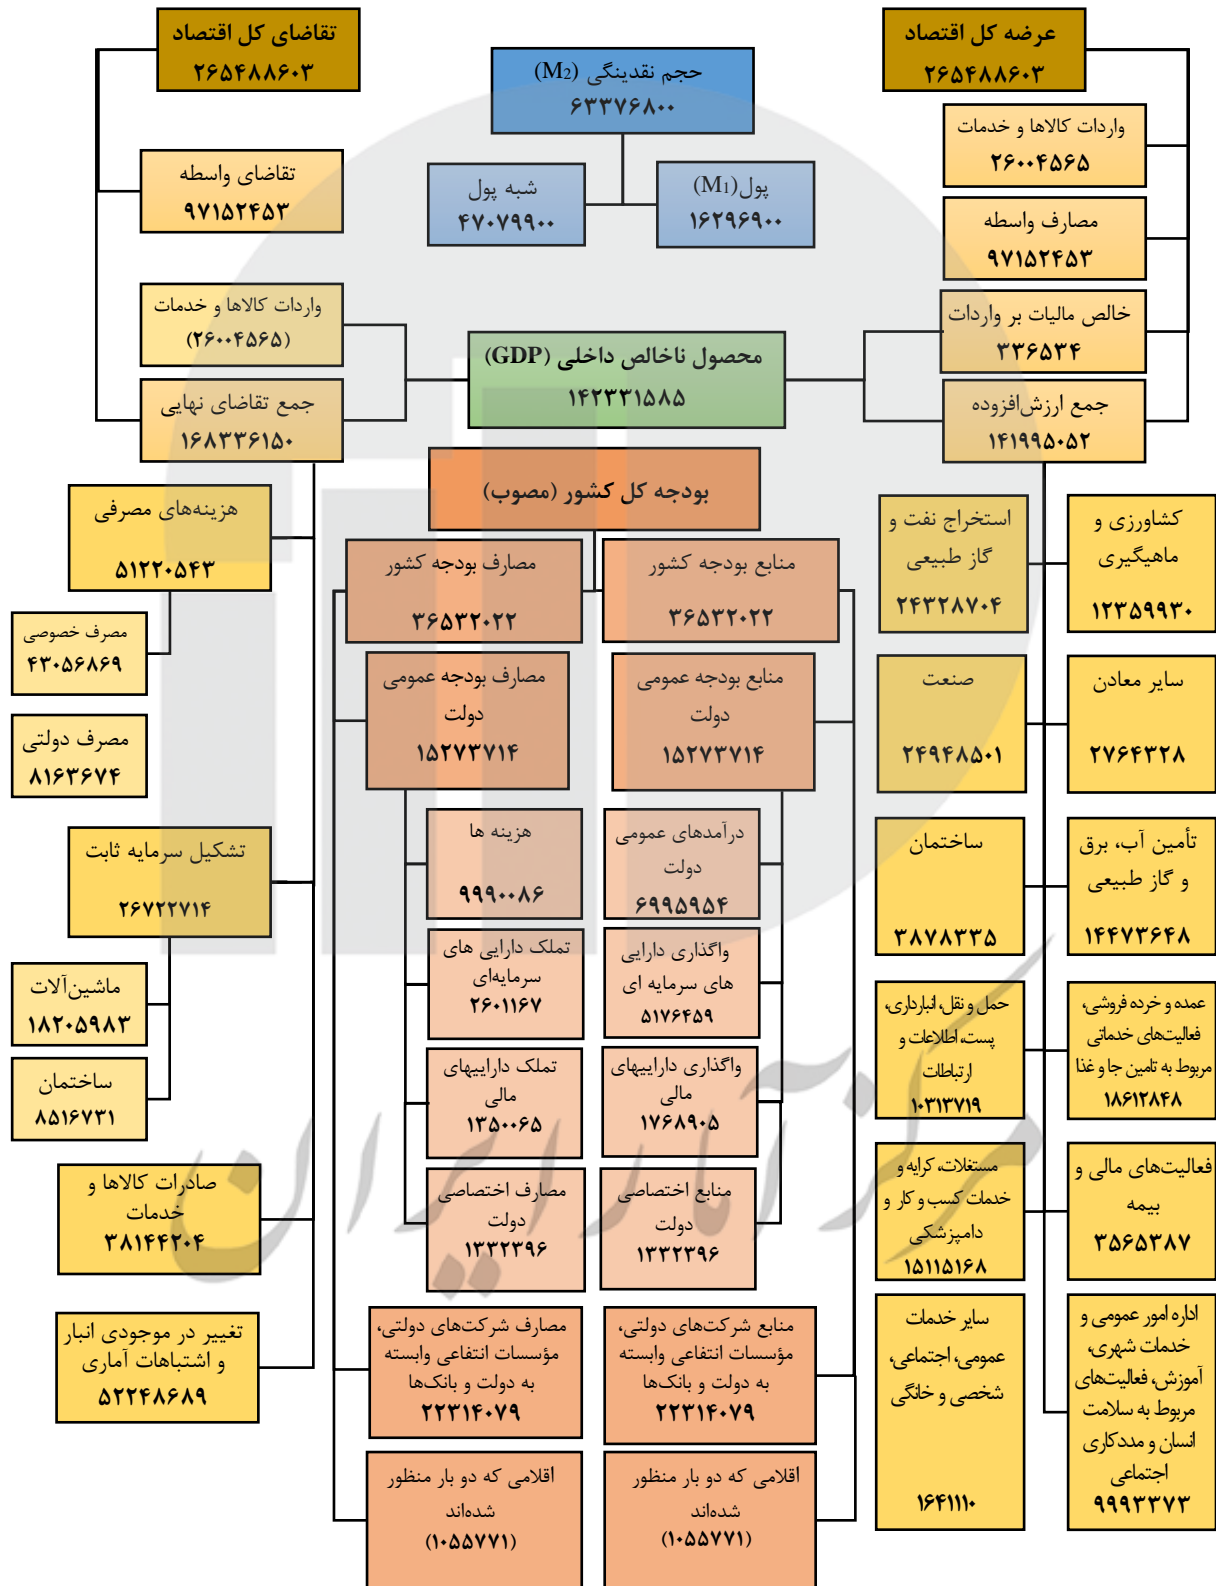 عرضه کل اقتصاد
۲۶۵۴۸۸۶۰۳
واردات کالاها و خدمات
۲۶۰۰۴۵۶۵
مصارف واسطه
۹۷۱۵۲۴۵۳
خالص مالیات بر واردات
۳۳۶۵۳۴
جمع ارزش‌افزوده
۱۴۱۹۹۵۰۵۲
حجم نقدینگی (M2)
۶۳۳۷۶۸۰۰
پول(M1)
۱۶۲۹۶۹۰۰
شبه پول
۴۷۰۷۹۹۰۰
تقاضای کل اقتصاد
۲۶۵۴۸۸۶۰۳
تقاضای واسطه
۹۷۱۵۲۴۵۳
واردات کالاها و خدمات
(۲۶۰۰۴۵۶۵)
جمع تقاضای نهایی
۱۶۸۳۳۶۱۵۰
محصول ناخالص داخلی (GDP)
۱۴۲۳۳۱۵۸۵
کشاورزی و
ماهیگیری
۱۲۳۵۹۹۳۰
استخراج نفت و
گاز طبیعی
۲۴۳۲۸۷۰۴
سایر معادن
۲۷۶۴۳۲۸
صنعت
۲۴۹۴۸۵۰۱
تأمین آب، برق
و گاز طبیعی
۱۴۴۷۳۶۴۸
ساختمان
۳۸۷۸۳۳۵
عمده و خرده فروشی،
فعالیت‌های خدماتی
مربوط به تامین جا و غذا
۱۸۶۱۲۸۴۸
حمل و نقل، انبارداری،
پست، اطلاعات و
ارتباطات
۱۰۳۱۳۷۱۹
فعالیت‌های مالی و
بیمه
۳۵۶۵۳۸۷
مستغلات، کرایه و
خدمات کسب و کار و
دامپزشکی
۱۵۱۱۵۱۶۸
اداره امور عمومی و
خدمات شهری،
آموزش، فعالیت‌های
مربوط به سلامت
انسان و مددکاری
اجتماعی
۹۹۹۳۳۷۳
سایر خدمات
عمومی، اجتماعی،
شخصی و خانگی
۱۶۴۱۱۱۰
بودجه کل کشور (مصوب)
منابع بودجه کشور
۳۶۵۳۲۰۲۲
مصارف بودجه کشور
۳۶۵۳۲۰۲۲
منابع بودجه عمومی
دولت
۱۵۲۷۳۷۱۴
مصارف بودجه عمومی
دولت
۱۵۲۷۳۷۱۴
درآمدهای عمومی
دولت
۶۹۹۵۹۵۴
هزینه ها
۹۹۹۰۰۸۶
واگذاری دارایی
های سرمایه ای
۵۱۷۶۴۵۹
تملک دارایی های
سرمایه‌ای
۲۶۰۱۱۶۷
واگذاری داراییهای
مالی
۱۷۶۸۹۰۵
تملک داراییهای
مالی
۱۳۵۰۰۶۵
منابع اختصاصی
دولت
۱۳۳۲۳۹۶
مصارف اختصاصی
دولت
۱۳۳۲۳۹۶
منابع شرکت‌های دولتی،
مؤسسات انتفاعی وابسته
به دولت و بانک‌ها
۲۲۳۱۴۰۷۹
مصارف شرکت‌های دولتی،
مؤسسات انتفاعی وابسته
به دولت و بانک‌ها
۲۲۳۱۴۰۷۹
اقلامی که دو بار منظور
شده‌اند
(۱۰۵۵۷۷۱)
اقلامی که دو بار منظور
شده‌اند
(۱۰۵۵۷۷۱)
هزینه‌های مصرفی
۵۱۲۲۰۵۴۳
مصرف خصوصی
۴۳۰۵۶۸۶۹
مصرف دولتی
۸۱۶۳۶۷۴
تشکیل سرمایه ثابت
۲۶۷۲۲۷۱۴
ماشین‌آلات
۱۸۲۰۵۹۸۳
ساختمان
۸۵۱۶۷۳۱
صادرات کالاها و
خدمات
۳۸۱۴۴۲۰۴
تغییر در موجودی انبار
و اشتباهات آماری
۵۲۲۴۸۶۸۹
مرکز آمار ایران